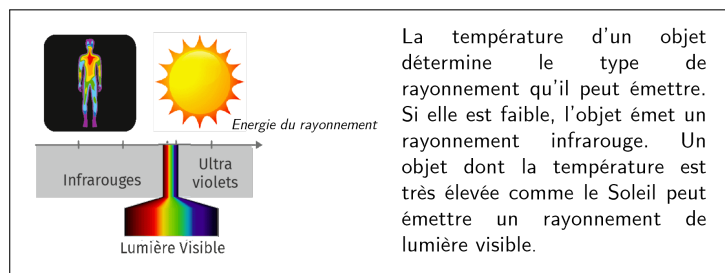 Energie du rayonnement
Infrarouges
Ultra
violets
Lumière Visible
La température d'un objet
détermine le type de
rayonnement qu'il peut émettre.
Si elle est faible, l'objet émet un
rayonnement infrarouge. Un
objet dont la température est
très élevée comme le Soleil peut
émettre un rayonnement de
lumière visible.